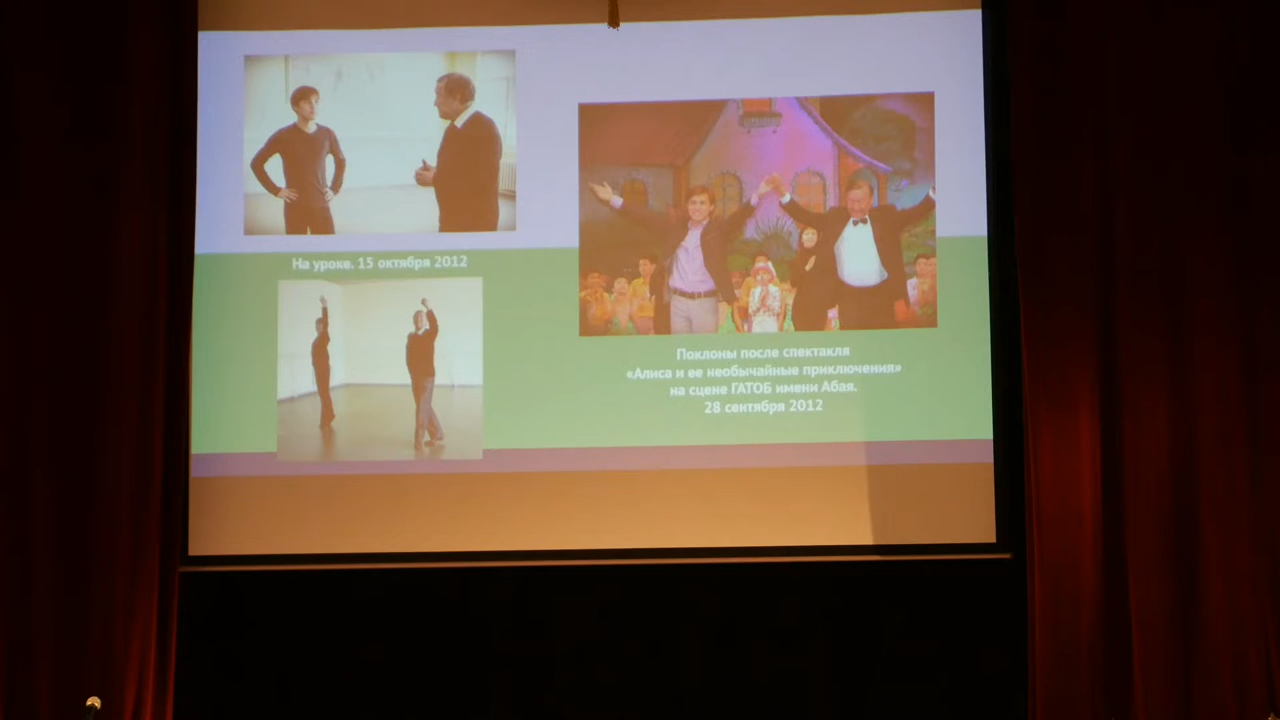 На уроке. 15 октября 2012
Поклоны после спектакля
«Алиса и ее необычайные приключения»
на сцене ГАТОБ имени Абая.
28 сентября 2012